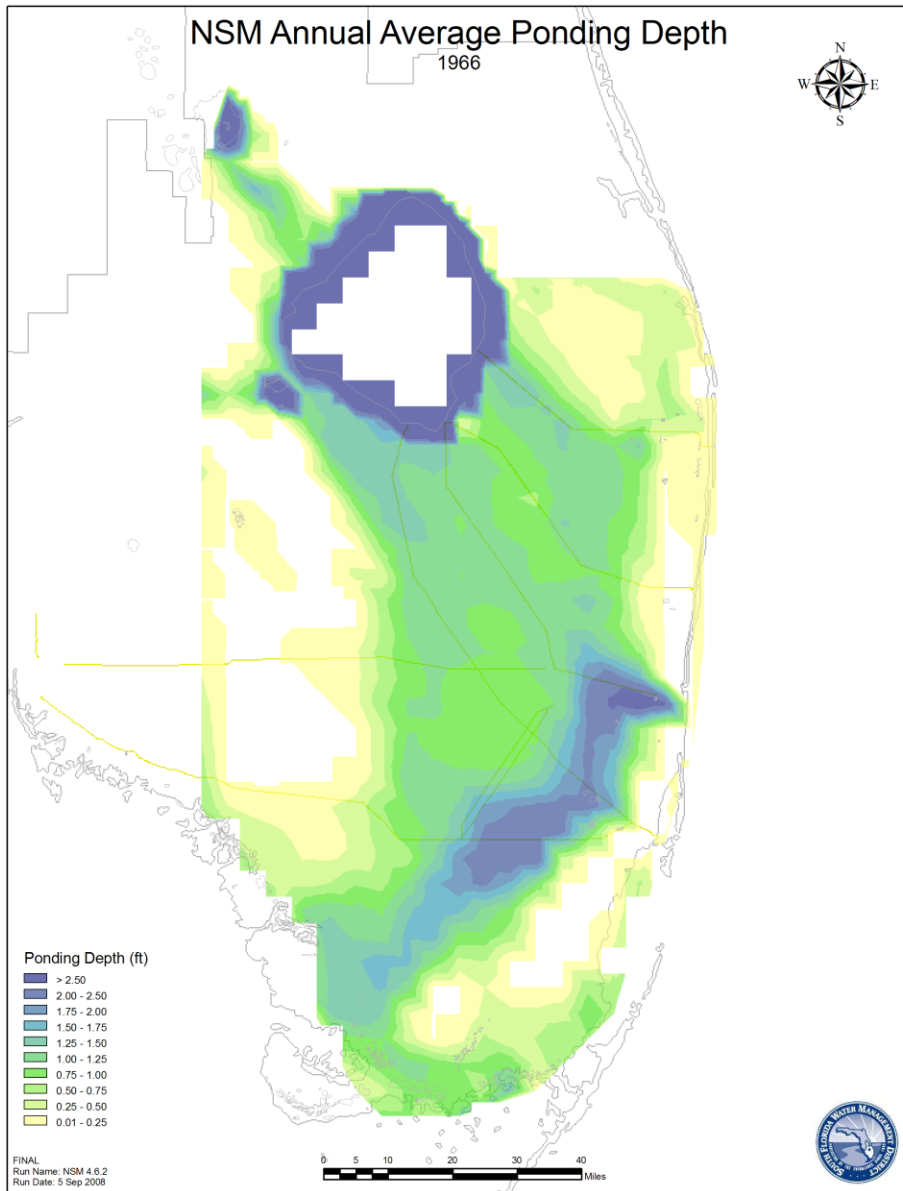 NSM Annual Average Ponding Depth
1966
N
W
E
S
Ponding Depth (ft)
> 2.50
2.00 - 2.50
1.75 - 2.00
1.50 - 1.75
1.25 - 1.50
1.00 - 1.25
0.75 - 1.00
0.50 - 0.75
0.25 - 0.50
0.01 - 0.25
FINAL
Run Name: NSM 4.6.2
Run Date: 5 Sep 2008
0 5 10 20 30 40
Miles
SOUTH FLORIDA WATER MANAGEMENT DISTRICT